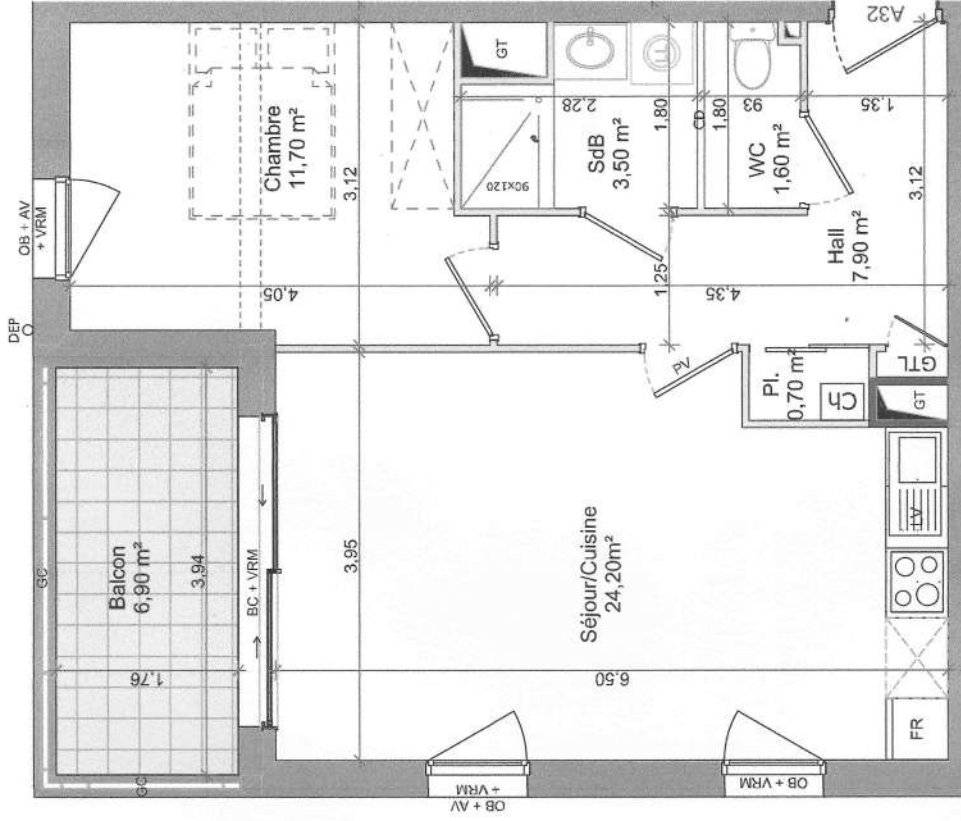 DEP
OB + AV
+ VRM
Chambre
11,70 m²
3,12
4,05
GT
LL
90x120
2,28
SdB
3,50 m²
1,80
CD
1,80
93
WC
1,60 m²
A32
1,35
3,12
Hall
7,90 m²
1,25
4,35
PV
Pl.
0,70 m²
Ch
GTL
GT
GC
Balcon
6,90 m²
3,94
1,76
GC
BC + VRM
3,95
Séjour/Cuisine
24,20m²
6,50
LV
FR
OB + AV
+ VRM
OB + VRM